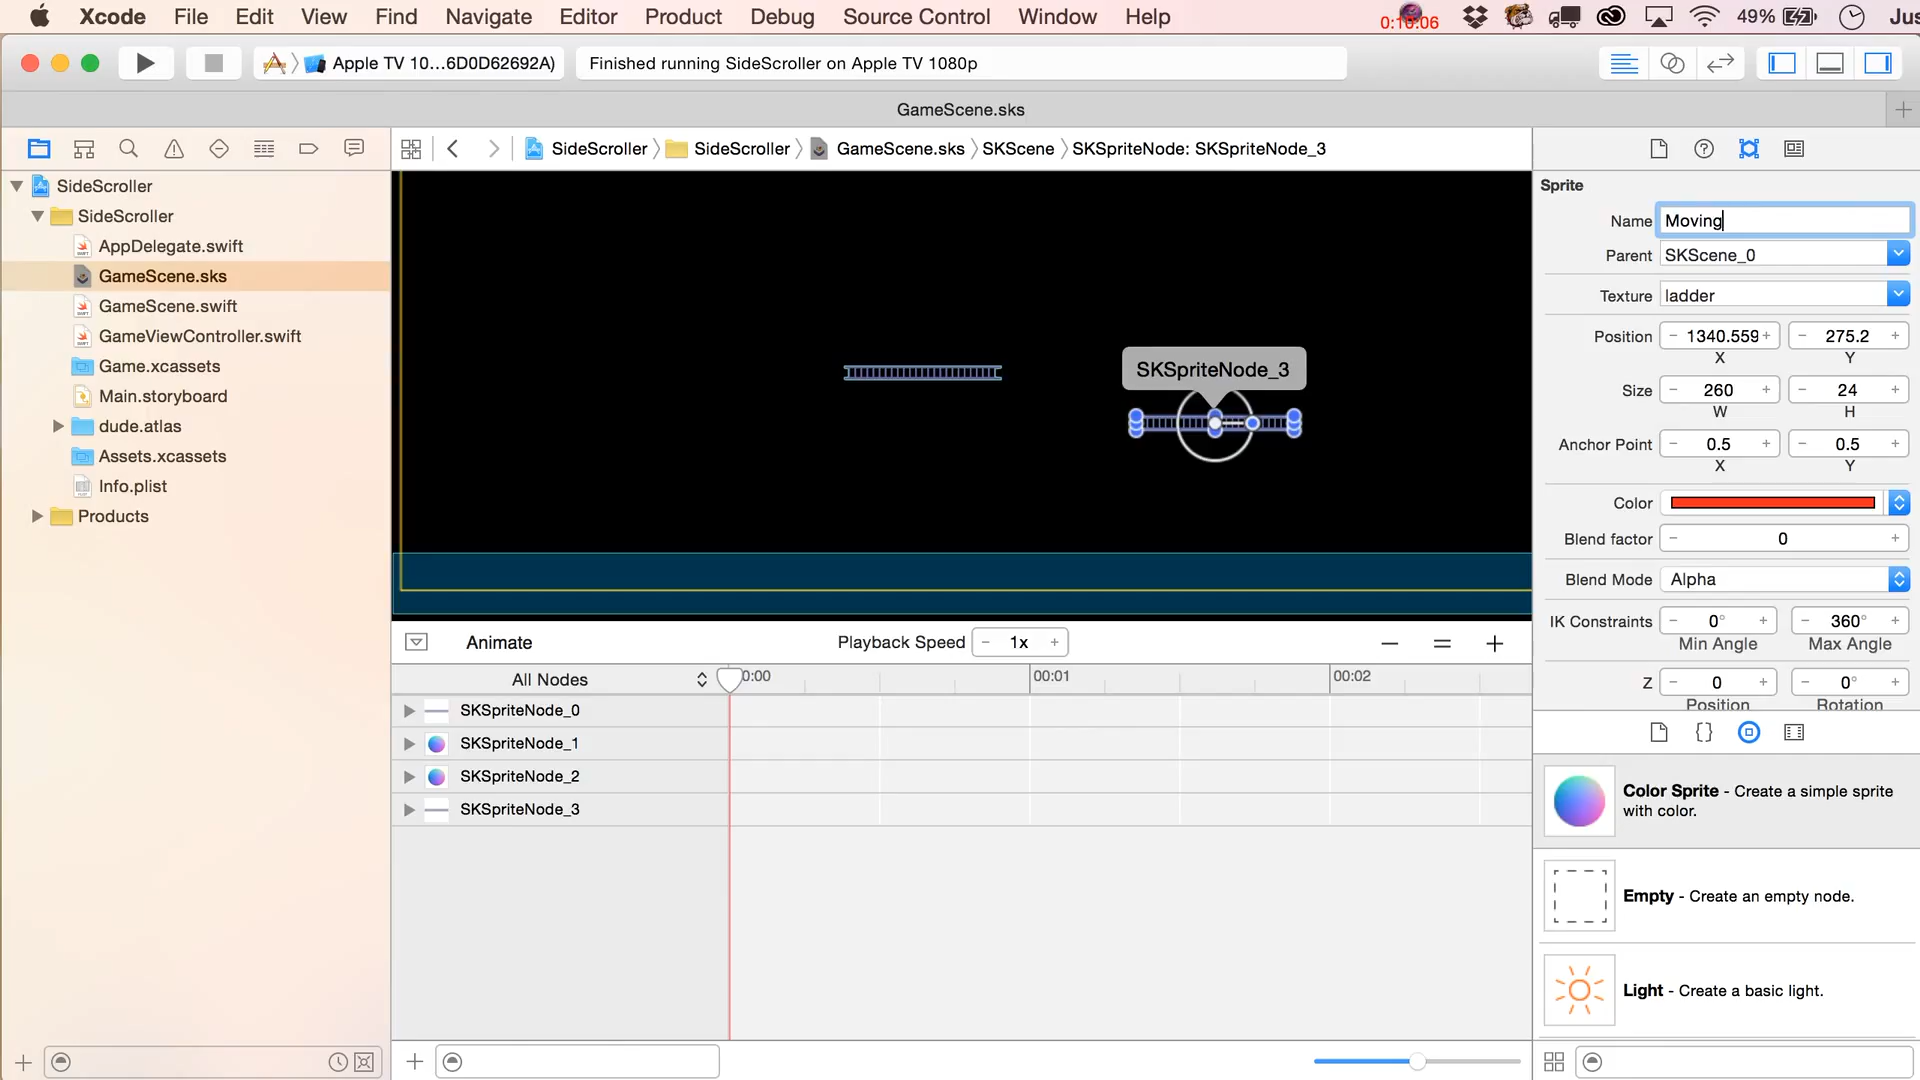 Xcode File Edit View Find Navigate Editor Product Debug Source Control Window Help
49% Jus
Apple TV 10...6D0D62692A) Finished running SideScroller on Apple TV 1080p
GameScene.sks
SideScroller SideScroller GameScene.sks SKScene SKSpriteNode: SKSpriteNode_3
SideScroller
SideScroller
AppDelegate.swift
GameScene.sks
GameScene.swift
GameViewController.swift
Game.xcassets
Main.storyboard
dude.atlas
Assets.xcassets
Info.plist
Products
SKSpriteNode_3
Animate Playback Speed - 1x + - = +
All Nodes 0:00 00:01 00:02
SKSpriteNode_0
SKSpriteNode_1
SKSpriteNode_2
SKSpriteNode_3
Sprite
Name Moving
Parent SKScene_0
Texture ladder
Position - 1340.559 + - 275.2 +
X Y
Size - 260 + - 24 +
W H
Anchor Point - 0.5 + - 0.5 +
X Y
Color
Blend factor - 0 +
Blend Mode Alpha
IK Constraints - 0° + - 360° +
Min Angle Max Angle
Z - 0 + - 0° +
Position Rotation
Color Sprite - Create a simple sprite
with color.
Empty - Create an empty node.
Light - Create a basic light.